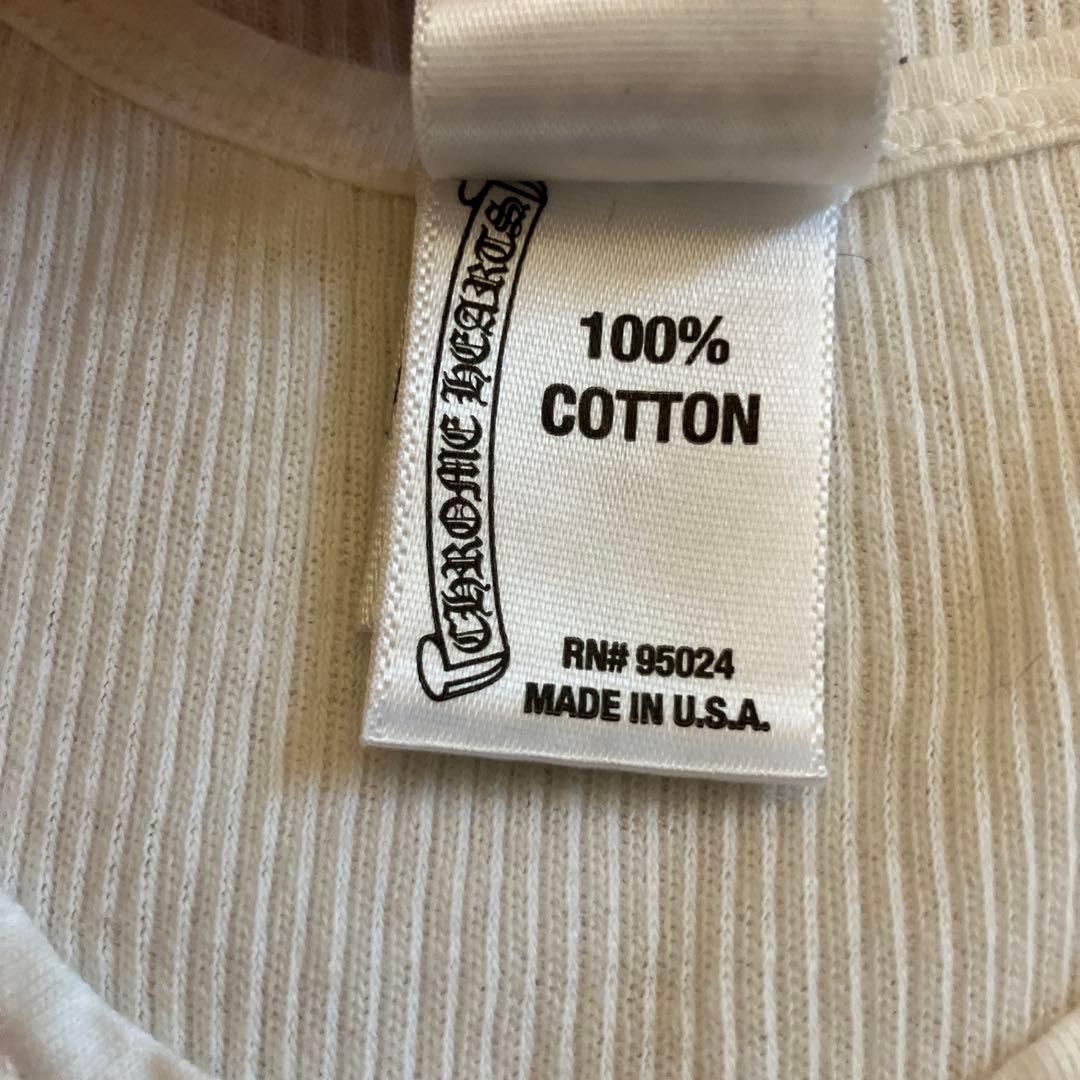 CHROME HEARTS
100%
COTTON
RN# 95024
MADE IN U.S.A.